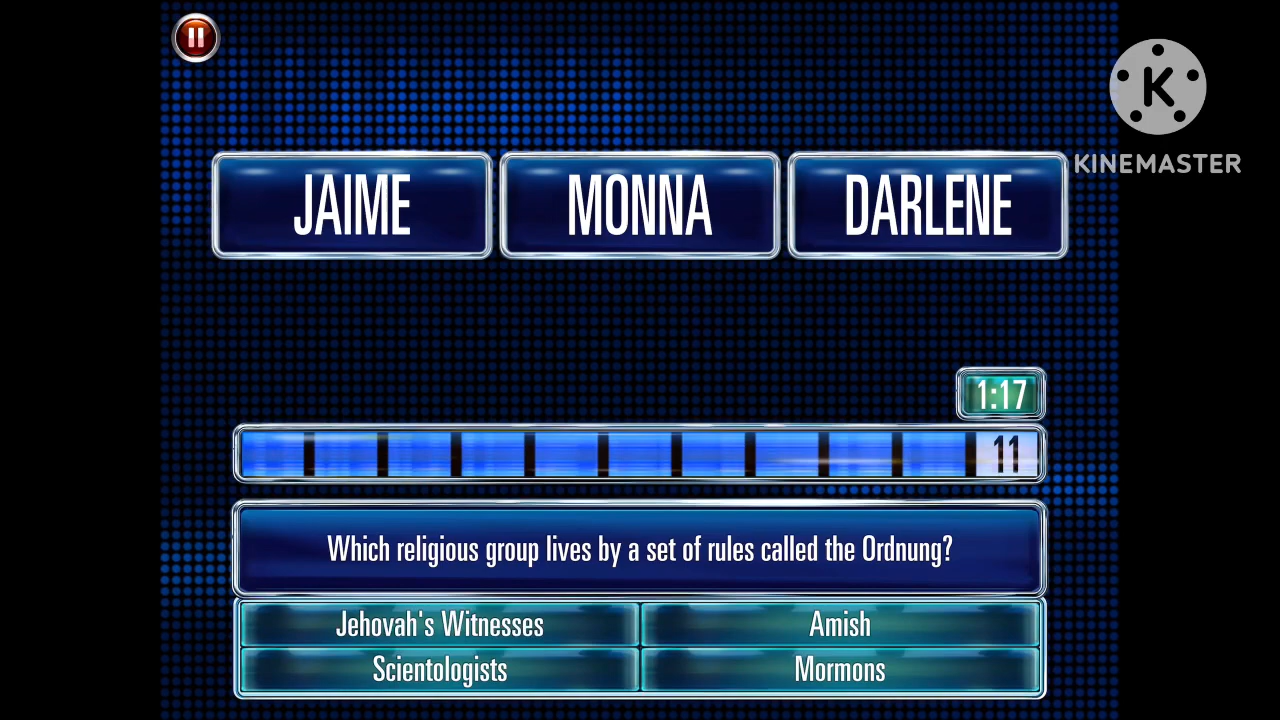 K
KINEMASTER
JAIME MONNA DARLENE
1:17
11
Which religious group lives by a set of rules called the Ordnung?
Jehovah's Witnesses Amish
Scientologists Mormons